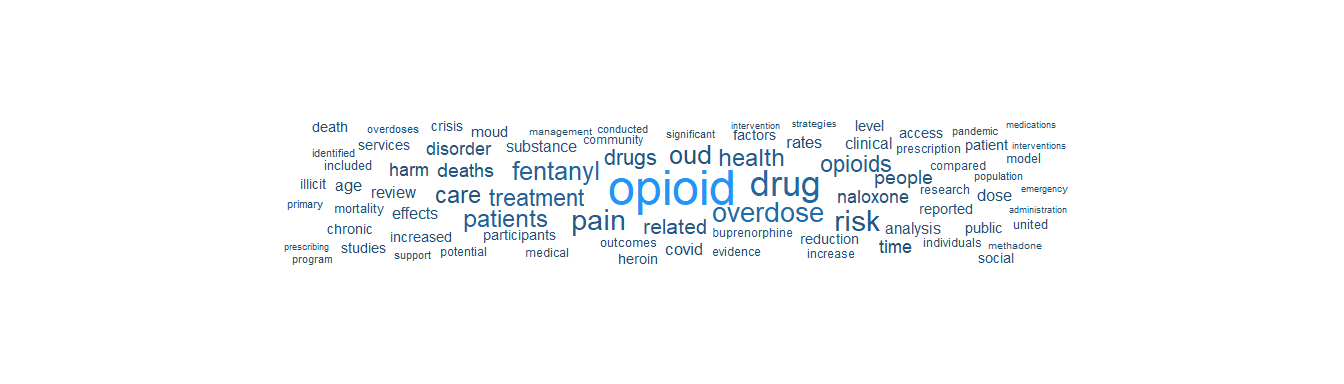 death overdoses crisis moud management conducted significant intervention strategies level access pandemic medications
identified services disorder substance community factors rates clinical prescription patient interventions
included harm deaths fentanyl drugs oud health opioids people compared model
illicit age review care treatment opioid drug naloxone research population dose emergency
primary mortality effects patients pain related overdose risk reported administration
chronic increased participants buprenorphine analysis public united
prescribing studies potential outcomes covid evidence reduction time individuals methadone
program support medical heroin increase social